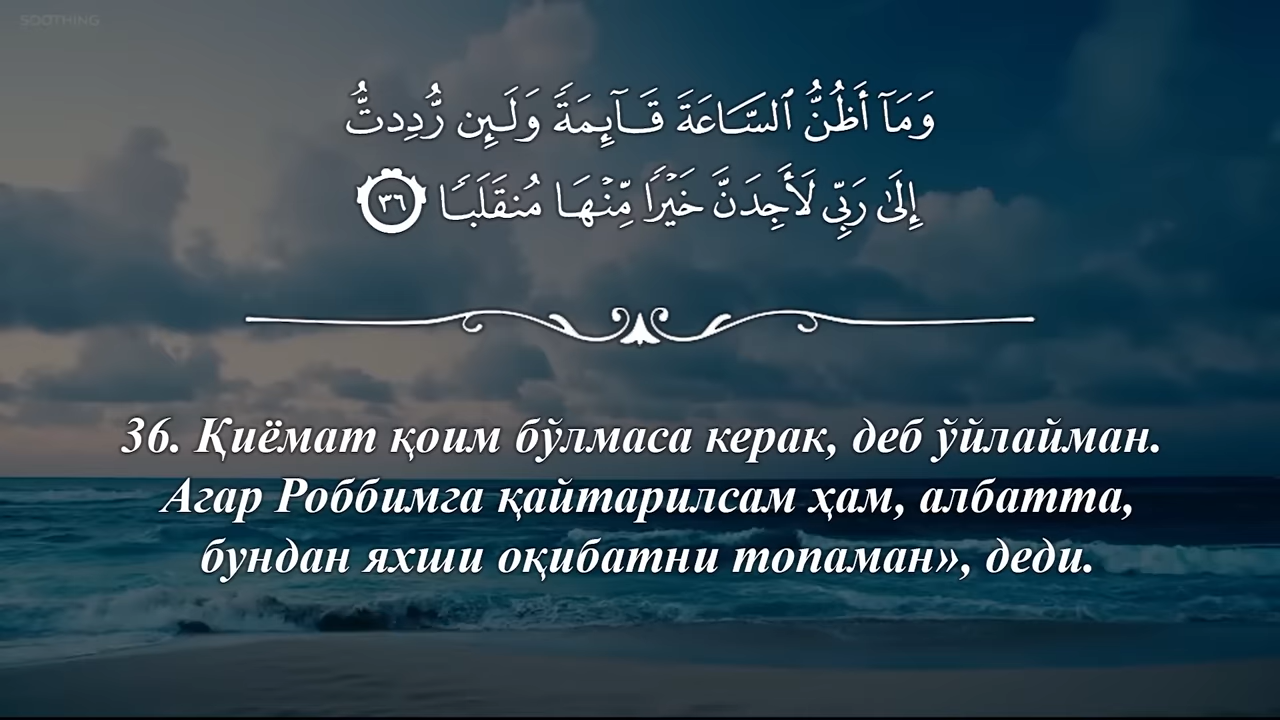 SOOTHING
وَمَآ أَظُنُّ ٱلسَّاعَةَ قَآئِمَةً وَلَئِن رُّدِدتُّ
إِلَىٰ رَبِّى لَأَجِدَنَّ خَيْرًا مِّنْهَا مُنقَلَبًا ٣٦
36. Қиёмат қоим бўлмаса керак, деб ўйлайман.
Агар Роббимга қайтарилсам ҳам, албатта,
бундан яхши оқибатни топаман», деди.